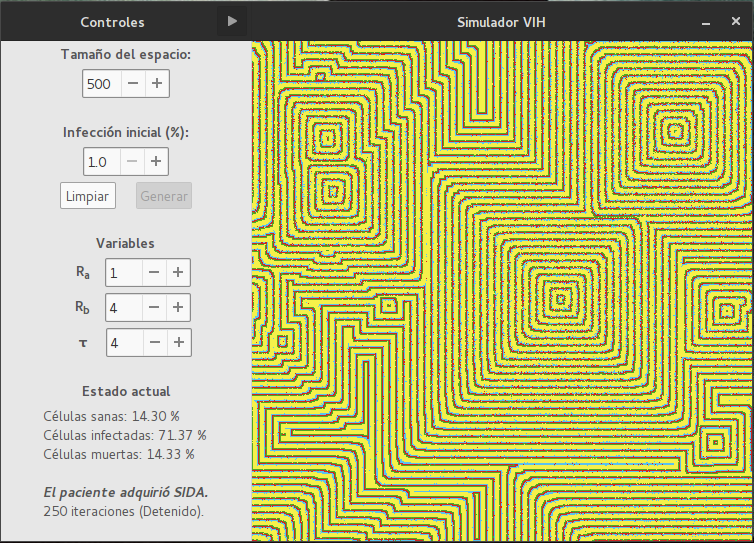 Controles
Simulador VIH
Tamaño del espacio:
500
Infección inicial (%):
1.0
Limpiar Generar
Variables
Ra 1
Rb 4
τ 4
Estado actual
Células sanas: 14.30 %
Células infectadas: 71.37 %
Células muertas: 14.33 %
El paciente adquirió SIDA.
250 iteraciones (Detenido).